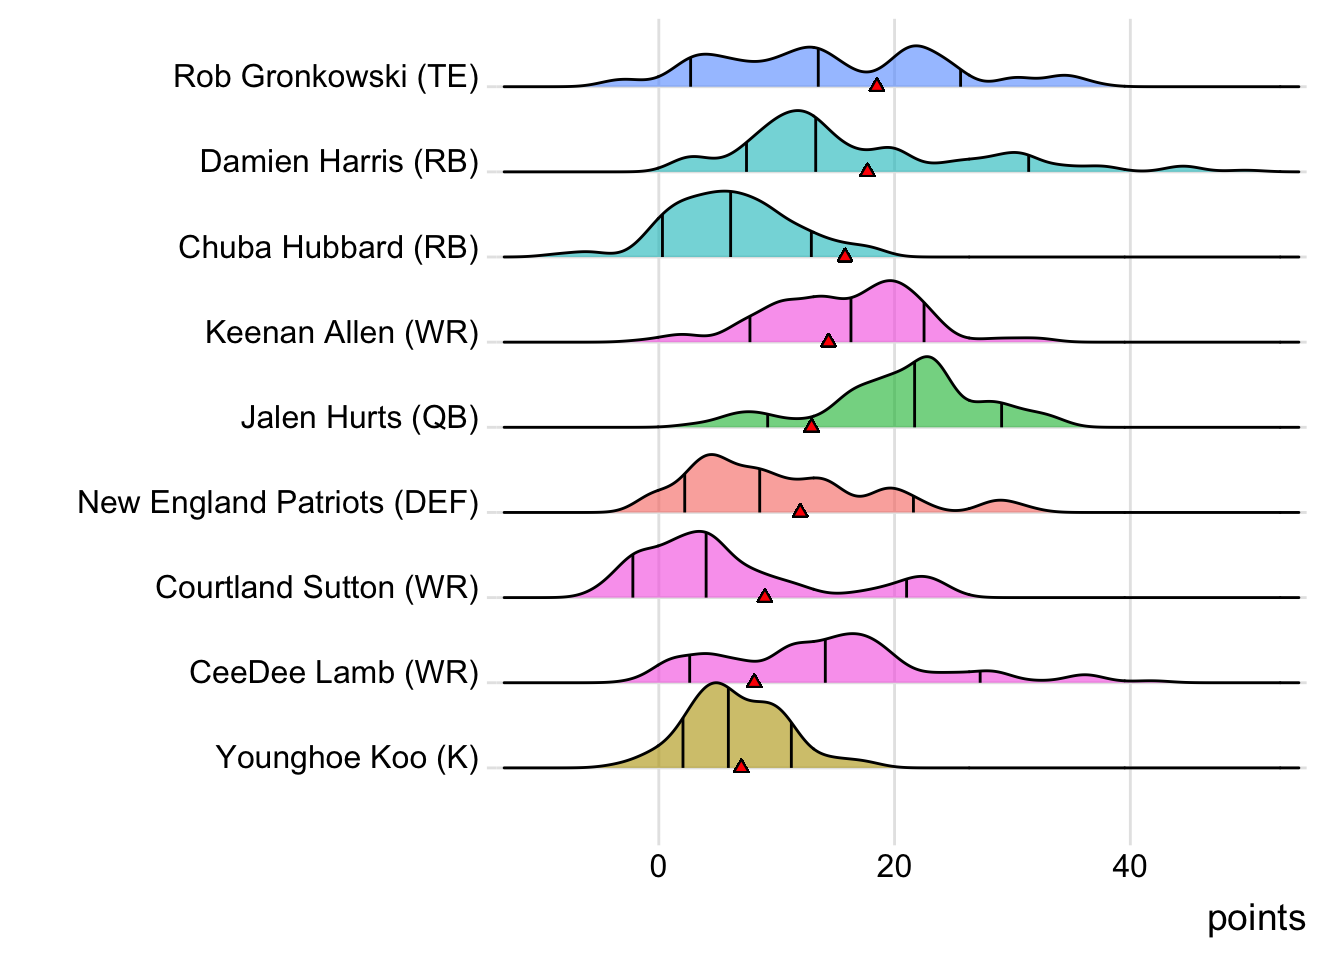 Rob Gronkowski (TE)
Damien Harris (RB)
Chuba Hubbard (RB)
Keenan Allen (WR)
Jalen Hurts (QB)
New England Patriots (DEF)
Courtland Sutton (WR)
CeeDee Lamb (WR)
Younghoe Koo (K)
0 20 40
points